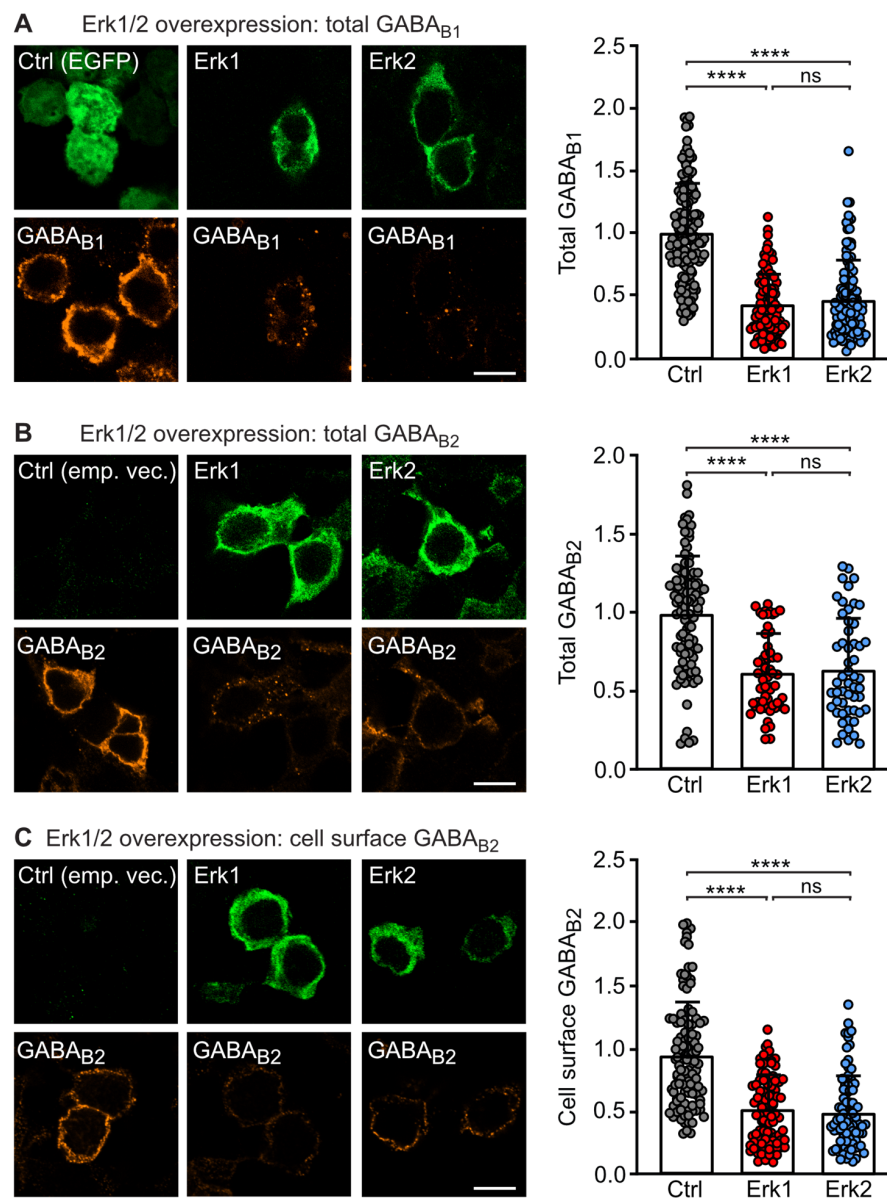 A Erk1/2 overexpression: total GABAB1
Ctrl (EGFP) Erk1 Erk2
GABAB1 GABAB1 GABAB1
Total GABAB1
2.5
2.0
1.5
1.0
0.5
0.0
****
**** ns
Ctrl Erk1 Erk2
B Erk1/2 overexpression: total GABAB2
Ctrl (emp. vec.) Erk1 Erk2
GABAB2 GABAB2 GABAB2
Total GABAB2
2.0
1.5
1.0
0.5
0.0
****
**** ns
Ctrl Erk1 Erk2
C Erk1/2 overexpression: cell surface GABAB2
Ctrl (emp. vec.) Erk1 Erk2
GABAB2 GABAB2 GABAB2
Cell surface GABAB2
2.5
2.0
1.5
1.0
0.5
0.0
****
**** ns
Ctrl Erk1 Erk2